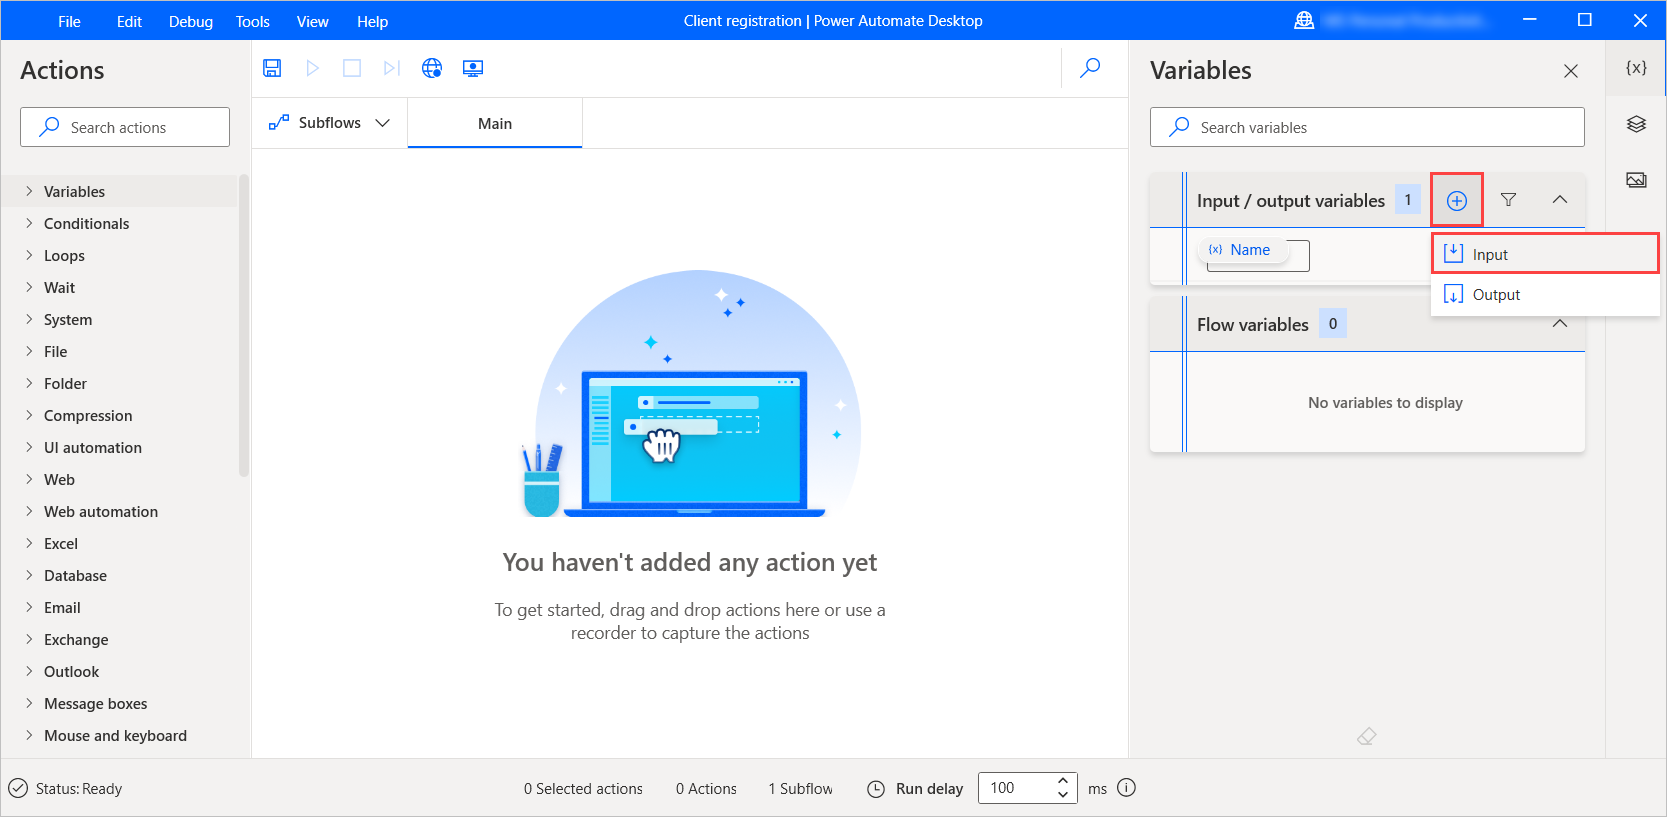 File Edit Debug Tools View Help
Client registration | Power Automate Desktop
Actions
Search actions
Variables
Conditionals
Loops
Wait
System
File
Folder
Compression
UI automation
Web
Web automation
Excel
Database
Email
Exchange
Outlook
Message boxes
Mouse and keyboard
Subflows
Main
You haven't added any action yet
To get started, drag and drop actions here or use a
recorder to capture the actions
Variables
Search variables
Input / output variables 1
{x} Name
Input
Output
Flow variables 0
No variables to display
{x}
Status: Ready
0 Selected actions
0 Actions
1 Subflow
Run delay 100 ms